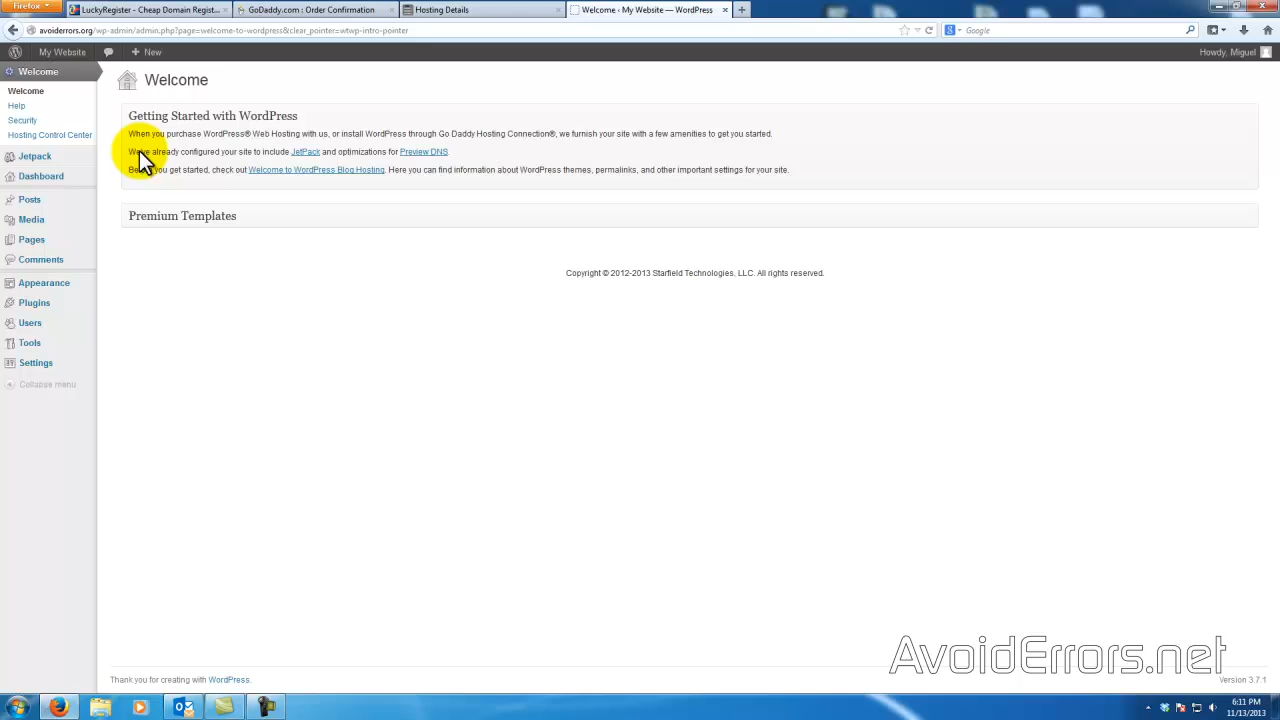 Firefox
LuckyRegister - Cheap Domain Regist...
GoDaddy.com : Order Confirmation
Hosting Details
Welcome ‹ My Website — WordPress
avoiderrors.org/wp-admin/admin.php?page=welcome-to-wordpress&clear_pointer=wtwp-intro-pointer
Google
My Website
New
Howdy, Miguel
Welcome
Welcome
Help
Security
Hosting Control Center
Jetpack
Dashboard
Posts
Media
Pages
Comments
Appearance
Plugins
Users
Tools
Settings
Collapse menu
Welcome
Getting Started with WordPress
When you purchase WordPress® Web Hosting with us, or install WordPress through Go Daddy Hosting Connection®, we furnish your site with a few amenities to get you started.
We've already configured your site to include JetPack and optimizations for Preview DNS.
you get started, check out Welcome to WordPress Blog Hosting. Here you can find information about WordPress themes, permalinks, and other important settings for your site.
Premium Templates
Copyright © 2012-2013 Starfield Technologies, LLC. All rights reserved.
AvoidErrors.net
Thank you for creating with WordPress.
Version 3.7.1
6:11 PM
11/13/2013